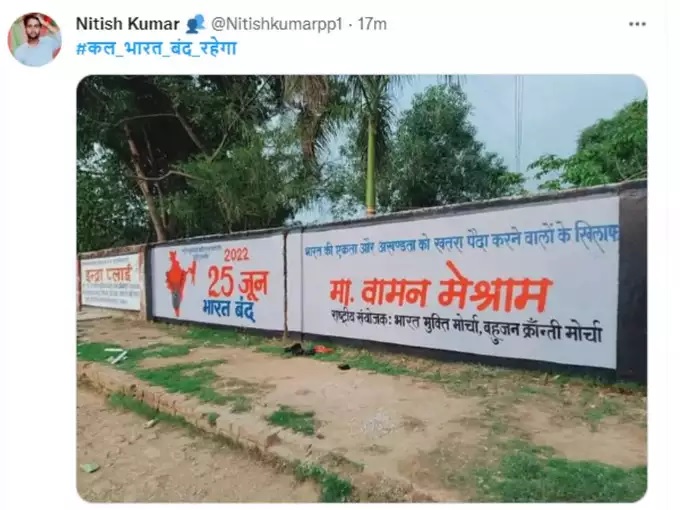 Nitish Kumar @Nitishkumarpp1 · 17m
#कल_भारत_बंद_रहेगा
इन्द्रा प्लाई
2022
25 जून
भारत बंद
भारत की एकता और अखण्डता को खतरा पैदा करने वालों के खिलाफ
मा. वामन मेश्राम
राष्ट्रीय संयोजक: भारत मुक्ति मोर्चा, बहुजन क्राँन्ती मोर्चा